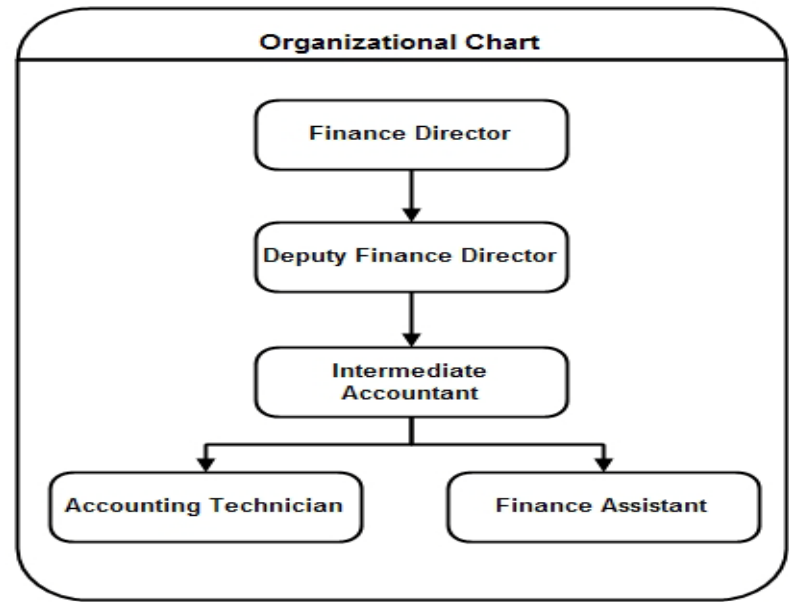 Organizational Chart
Finance Director
Deputy Finance Director
Intermediate
Accountant
Accounting Technician
Finance Assistant